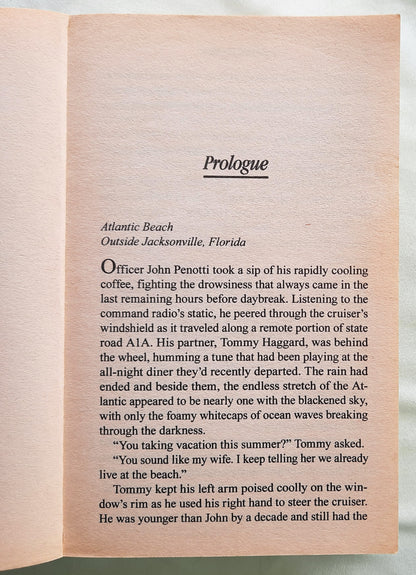 Prologue
Atlantic Beach
Outside Jacksonville, Florida
Officer John Penotti took a sip of his rapidly cooling
coffee, fighting the drowsiness that always came in the
last remaining hours before daybreak. Listening to the
command radio's static, he peered through the cruiser's
windshield as it traveled along a remote portion of state
road A1A. His partner, Tommy Haggard, was behind
the wheel, humming a tune that had been playing at the
all-night diner they'd recently departed. The rain had
ended and beside them, the endless stretch of the At-
lantic appeared to be nearly one with the blackened sky,
with only the foamy whitecaps of ocean waves breaking
through the darkness.
"You taking vacation this summer?" Tommy asked.
"You sound like my wife. I keep telling her we already
live at the beach."
Tommy kept his left arm poised coolly on the win-
dow's rim as he used his right hand to steer the cruiser.
He was younger than John by a decade and still had the